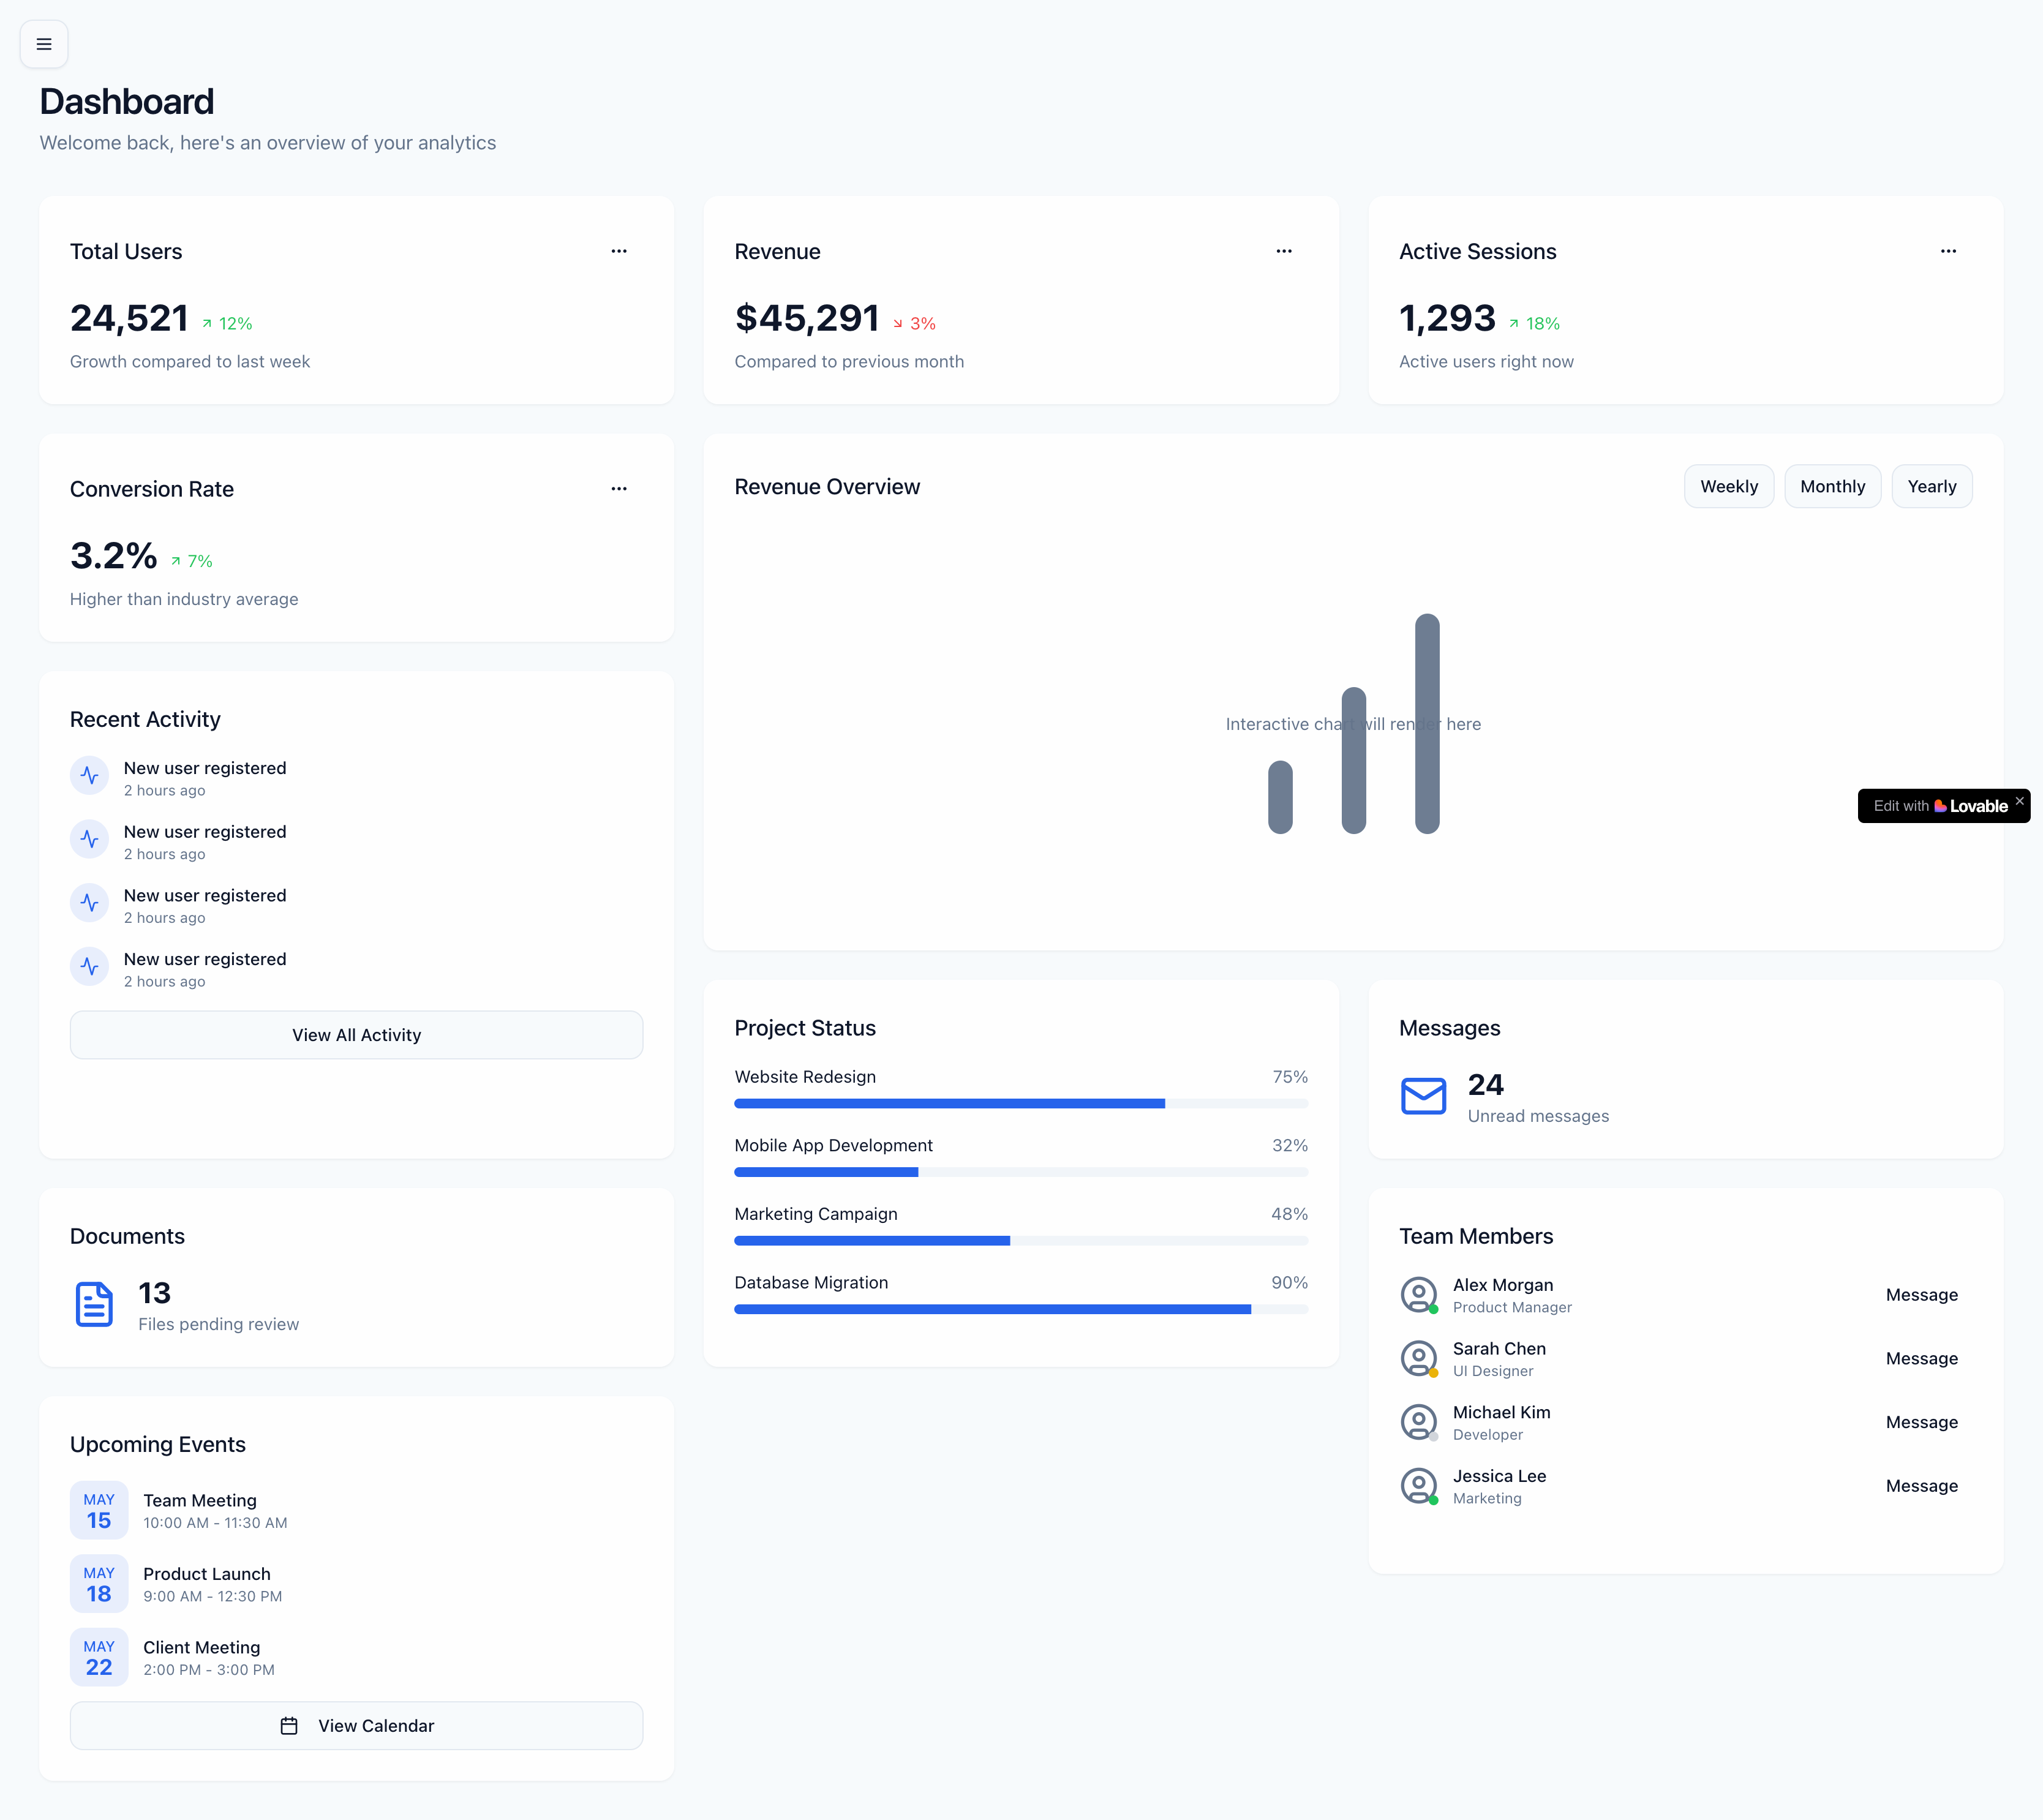 Dashboard
Welcome back, here's an overview of your analytics
Total Users
24,521 12%
Growth compared to last week
Revenue
$45,291 3%
Compared to previous month
Active Sessions
1,293 18%
Active users right now
Conversion Rate
3.2% 7%
Higher than industry average
Revenue Overview
Weekly
Monthly
Yearly
Interactive chart will render here
Edit with Lovable
Recent Activity
New user registered
2 hours ago
New user registered
2 hours ago
New user registered
2 hours ago
New user registered
2 hours ago
View All Activity
Project Status
Website Redesign 75%
Mobile App Development 32%
Marketing Campaign 48%
Database Migration 90%
Messages
24
Unread messages
Documents
13
Files pending review
Team Members
Alex Morgan
Product Manager
Message
Sarah Chen
UI Designer
Message
Michael Kim
Developer
Message
Jessica Lee
Marketing
Message
Upcoming Events
MAY
15
Team Meeting
10:00 AM - 11:30 AM
MAY
18
Product Launch
9:00 AM - 12:30 PM
MAY
22
Client Meeting
2:00 PM - 3:00 PM
View Calendar